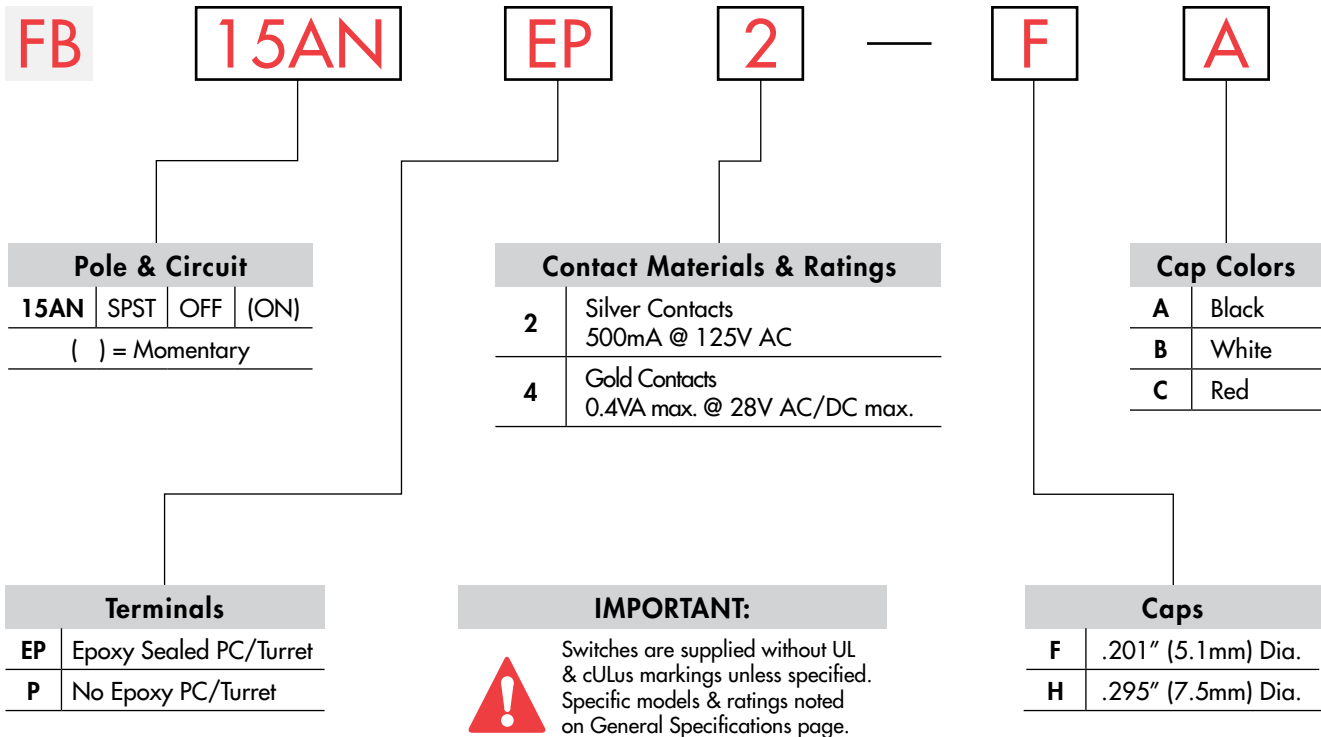 FB 15AN EP 2 — F A
Pole & Circuit
15AN SPST OFF (ON)
( ) = Momentary
Contact Materials & Ratings
2 Silver Contacts
500mA @ 125V AC
4 Gold Contacts
0.4VA max. @ 28V AC/DC max.
Cap Colors
A Black
B White
C Red
Terminals
EP Epoxy Sealed PC/Turret
P No Epoxy PC/Turret
IMPORTANT:
Switches are supplied without UL
& cULus markings unless specified.
Specific models & ratings noted
on General Specifications page.
Caps
F .201" (5.1mm) Dia.
H .295" (7.5mm) Dia.